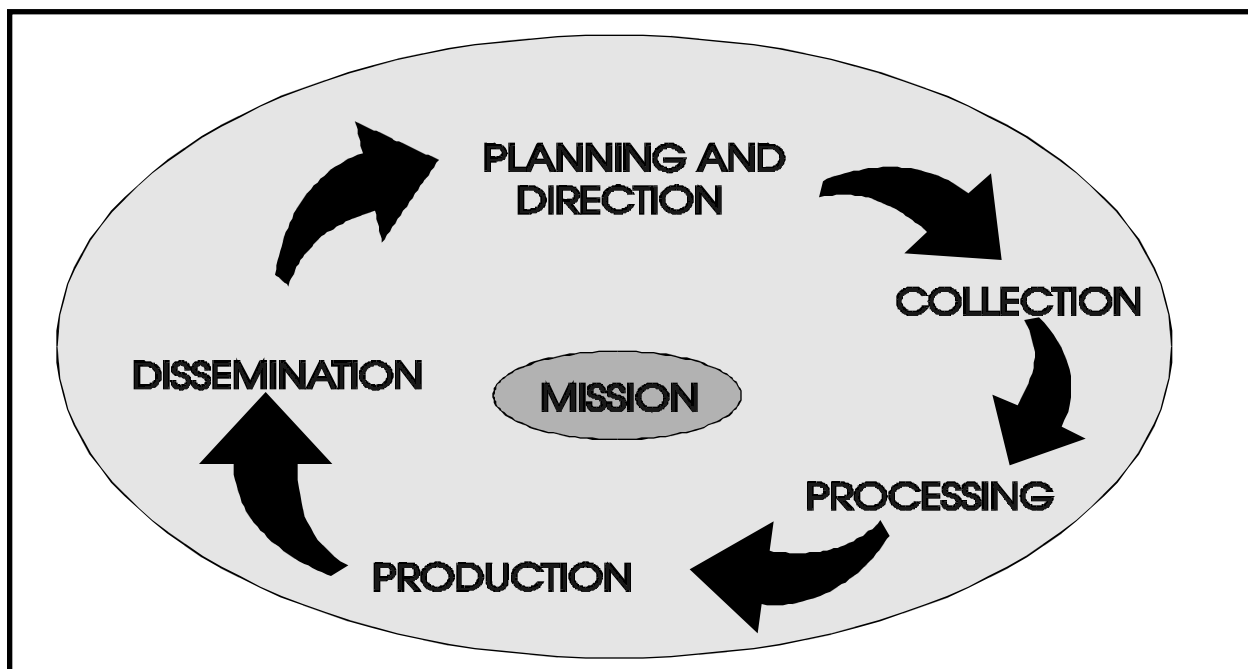 PLANNING AND
DIRECTION
COLLECTION
DISSEMINATION
MISSION
PROCESSING
PRODUCTION